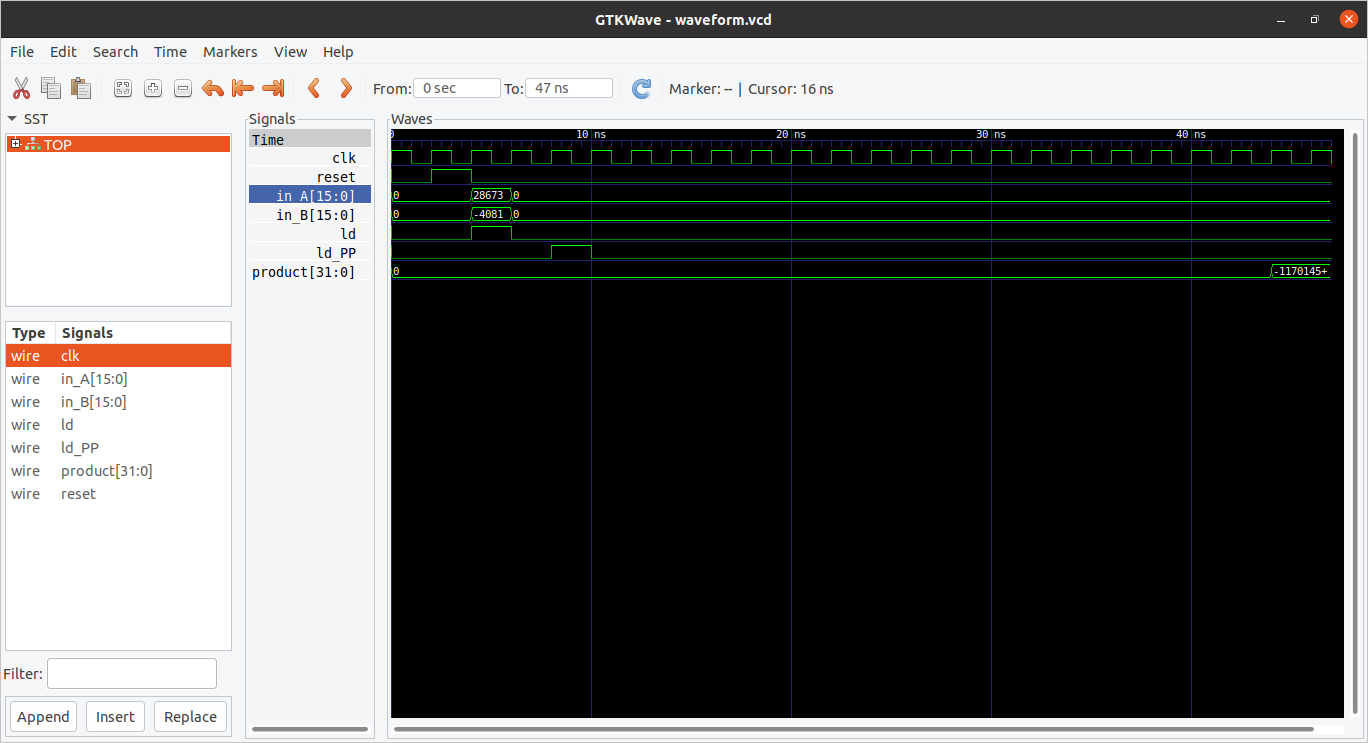 GTKWave - waveform.vcd
File Edit Search Time Markers View Help
From: 0 sec To: 47 ns Marker: -- | Cursor: 16 ns
SST
TOP
Type Signals
wire clk
wire in_A[15:0]
wire in_B[15:0]
wire ld
wire ld_PP
wire product[31:0]
wire reset
Filter:
Append Insert Replace
Signals
Time
clk
reset
in_A[15:0]
in_B[15:0]
ld
ld_PP
product[31:0]
Waves
0 10 ns 20 ns 30 ns 40 ns
0 28673 0
0 -4081 0
0 -1170145+